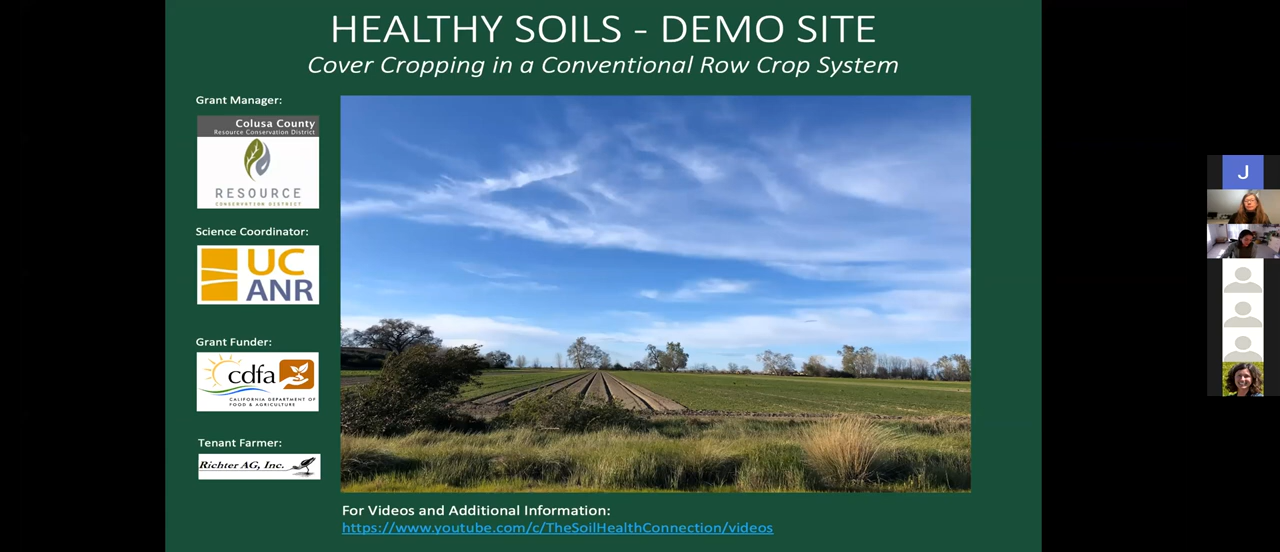 HEALTHY SOILS - DEMO SITE
Cover Cropping in a Conventional Row Crop System
Grant Manager:
Colusa County
Resource Conservation District
RESOURCE
CONSERVATION DISTRICT
Science Coordinator:
UC
ANR
Grant Funder:
cdfa
CALIFORNIA DEPARTMENT OF
FOOD & AGRICULTURE
Tenant Farmer:
Richter AG, Inc.
For Videos and Additional Information:
https://www.youtube.com/c/TheSoilHealthConnection/videos
J